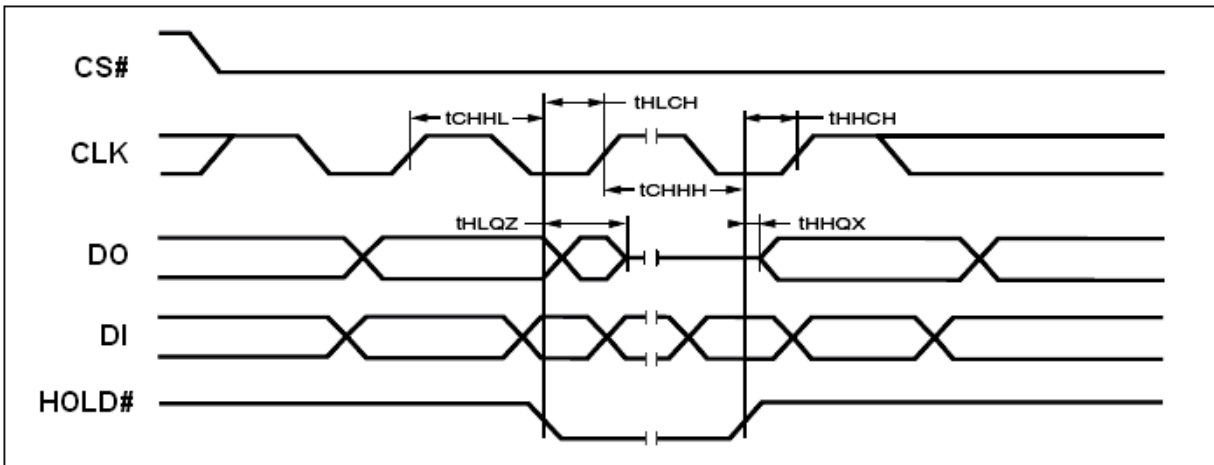 CS#
tHLCH
tCHHL
tHHCH
CLK
tCHHH
tHLQZ
tHHQX
DO
DI
HOLD#